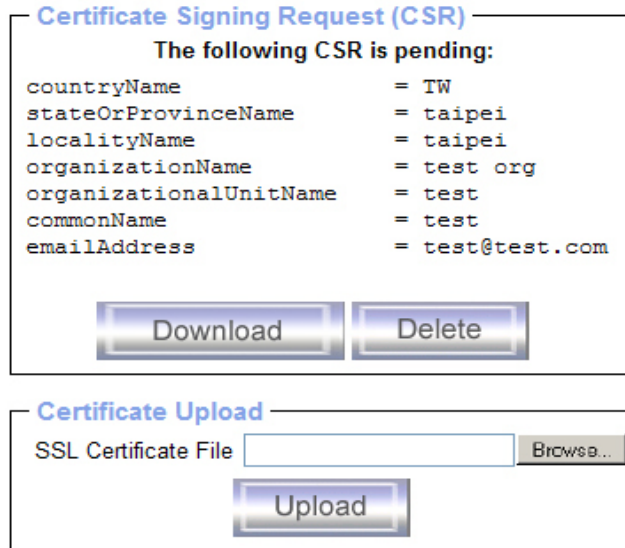 Certificate Signing Request (CSR)
The following CSR is pending:
countryName = TW
stateOrProvinceName = taipei
localityName = taipei
organizationName = test org
organizationalUnitName = test
commonName = test
emailAddress = test@test.com
Download Delete
Certificate Upload
SSL Certificate File Browse...
Upload